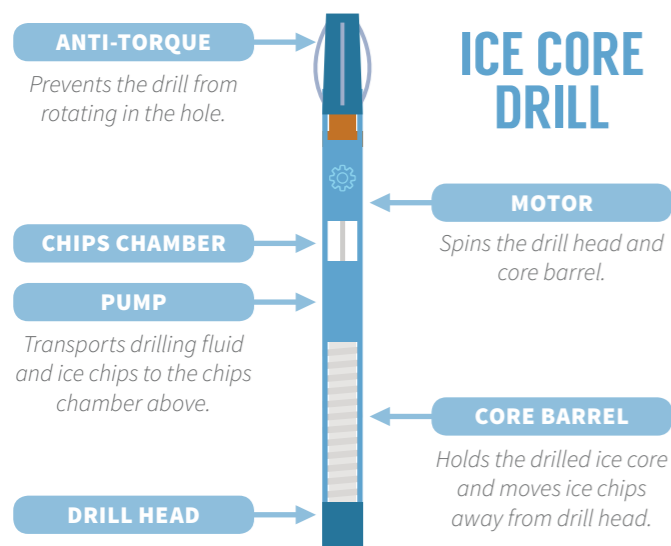 ICE CORE
DRILL
ANTI-TORQUE
Prevents the drill from
rotating in the hole.
MOTOR
Spins the drill head and
core barrel.
CHIPS CHAMBER
PUMP
Transports drilling fluid
and ice chips to the chips
chamber above.
CORE BARREL
Holds the drilled ice core
and moves ice chips
away from drill head.
DRILL HEAD